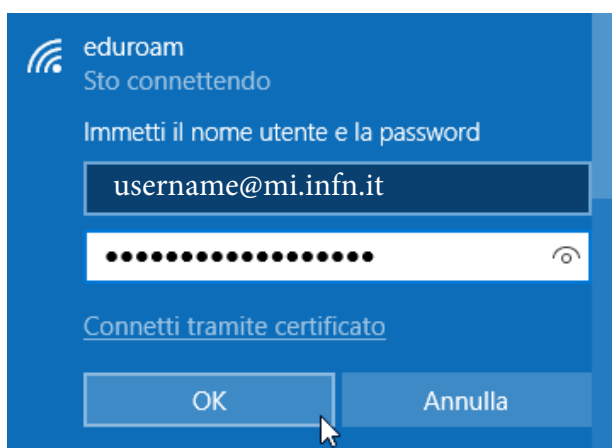 eduroam
Sto connettendo
Immetti il nome utente e la password
username@mi.infn.it
••••••••••••••••••
Connetti tramite certificato
OK Annulla